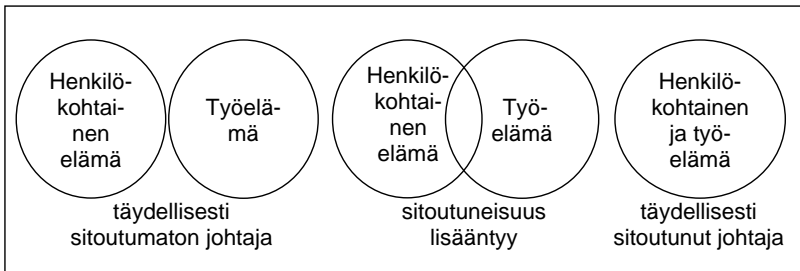 Henkilö-
kohtai-
nen
elämä
Työelä-
mä
täydellisesti
sitoutumaton johtaja
Henkilö-
kohtai-
nen
elämä
Työ-
elämä
sitoutuneisuus
lisääntyy
Henkilö-
kohtainen
ja työ-
elämä
täydellisesti
sitoutunut johtaja